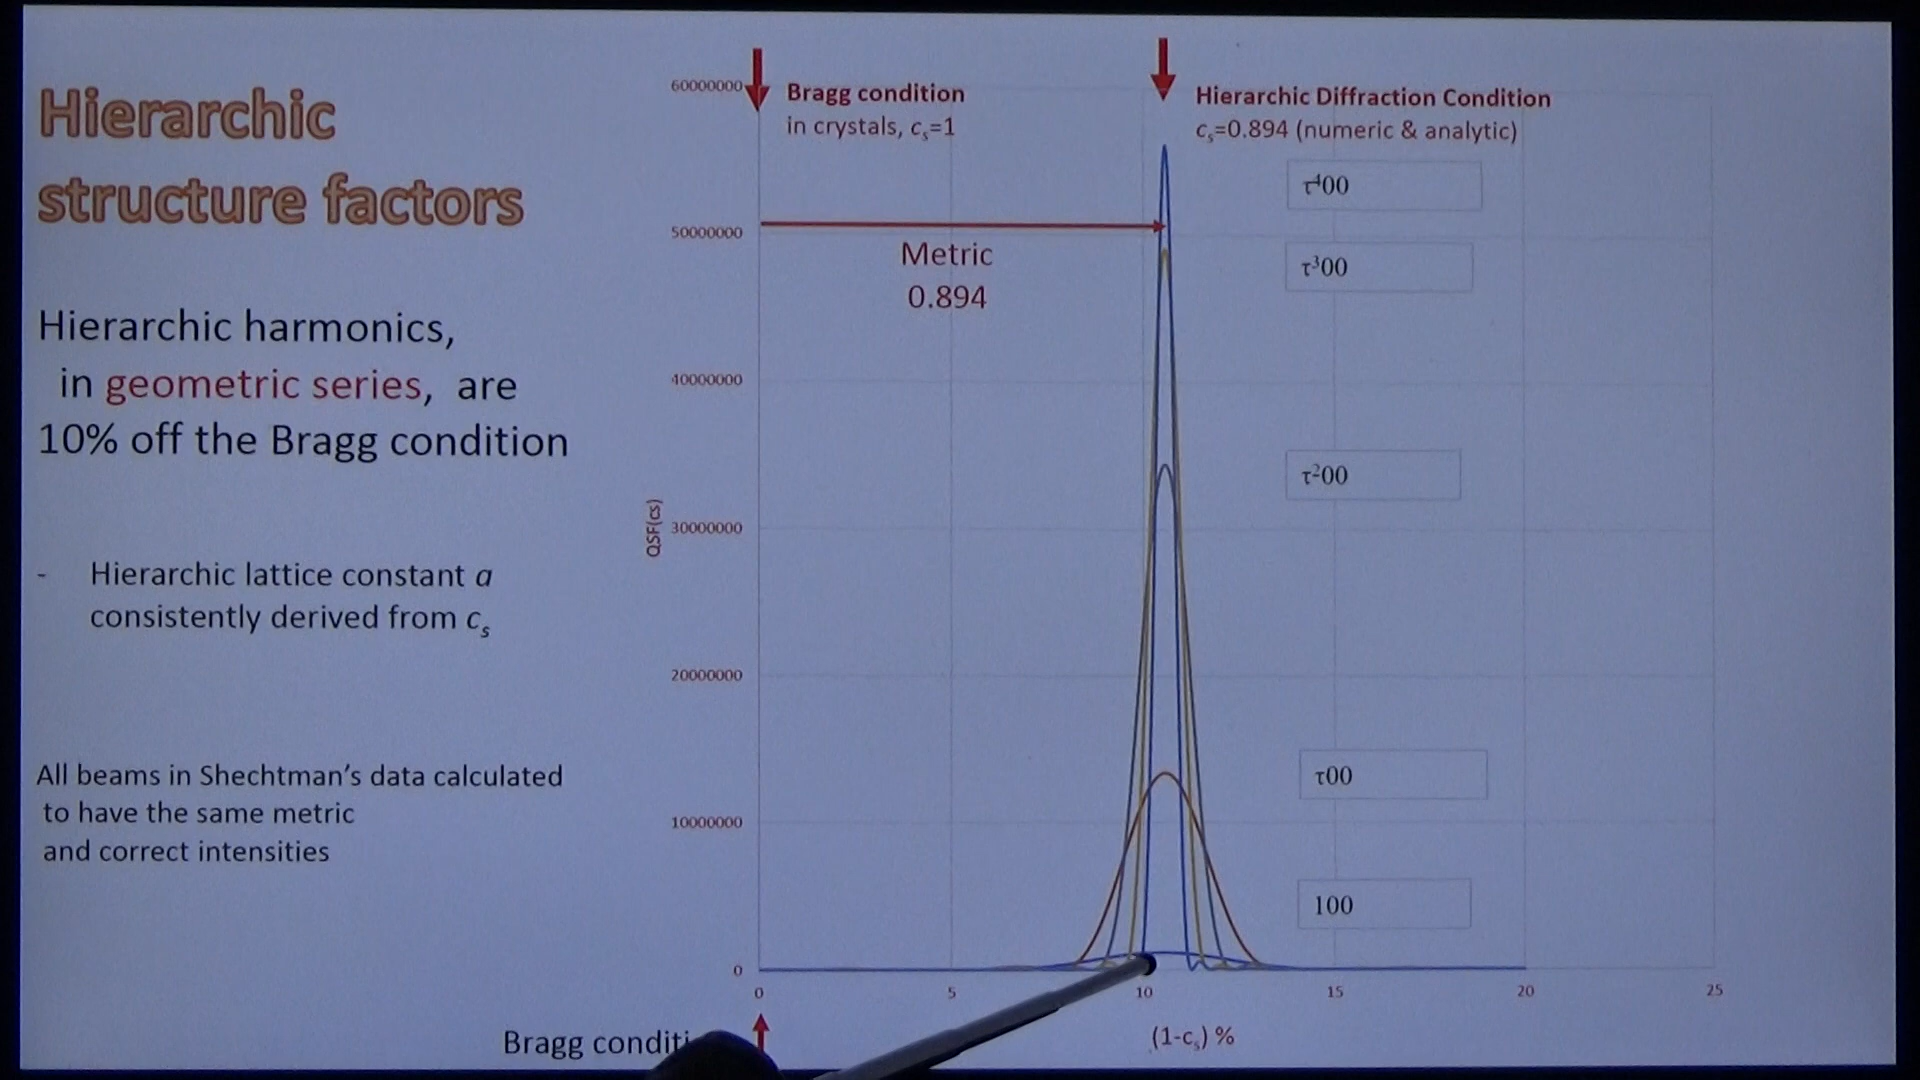 Hierarchic
structure factors
Hierarchic harmonics,
in geometric series, are
10% off the Bragg condition
- Hierarchic lattice constant a
consistently derived from cₛ
All beams in Shechtman's data calculated
to have the same metric
and correct intensities
Bragg condition
in crystals, cₛ=1
Hierarchic Diffraction Condition
cₛ=0.894 (numeric & analytic)
Metric
0.894
τ⁴00
τ³00
τ²00
τ00
100
QSF(cs)
60000000
50000000
40000000
30000000
20000000
10000000
0
0 5 10 15 20 25
Bragg
(1-cₛ) %